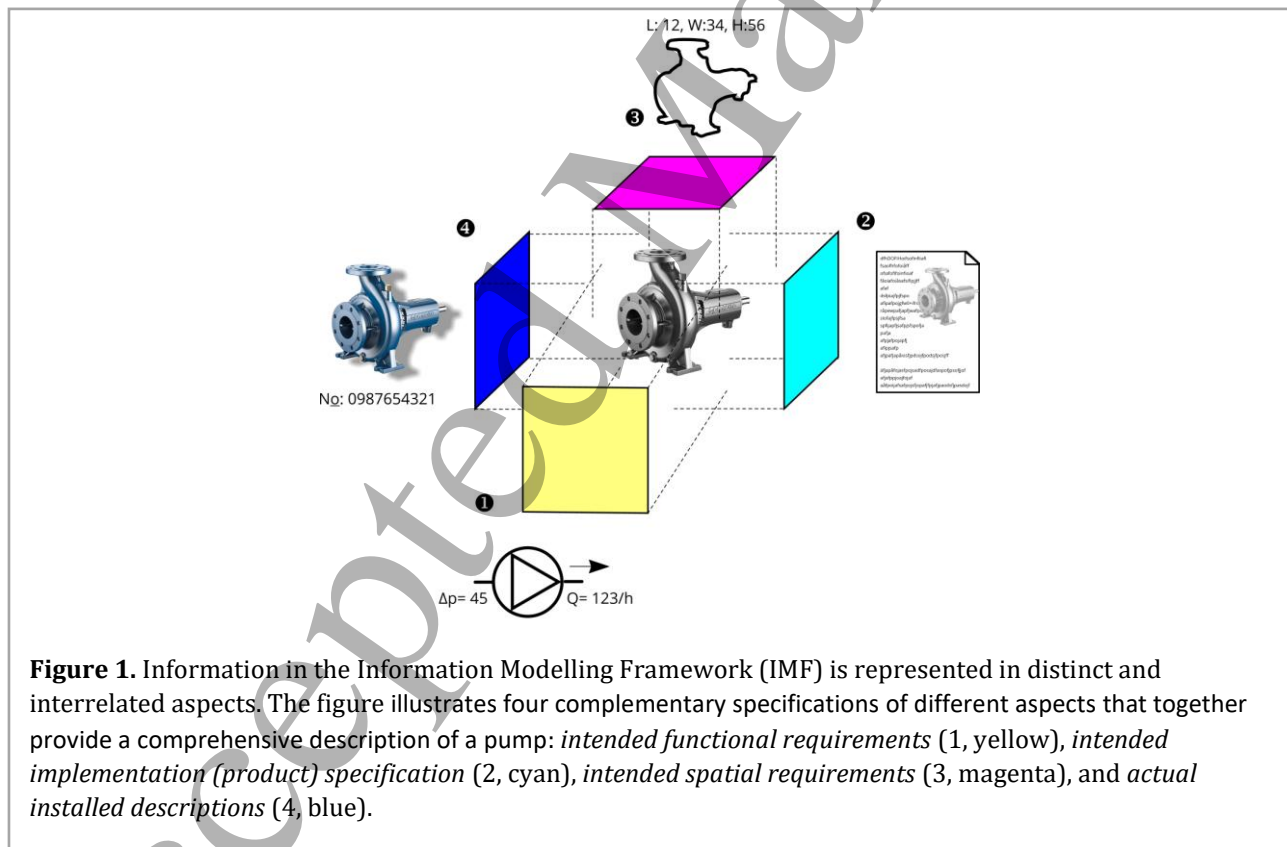 L: 12, W:34, H:56
❸
❹
❷
No: 0987654321
❶
Δp= 45
Q= 123/h
Figure 1. Information in the Information Modelling Framework (IMF) is represented in distinct and
interrelated aspects. The figure illustrates four complementary specifications of different aspects that together
provide a comprehensive description of a pump: intended functional requirements (1, yellow), intended
implementation (product) specification (2, cyan), intended spatial requirements (3, magenta), and actual
installed descriptions (4, blue).